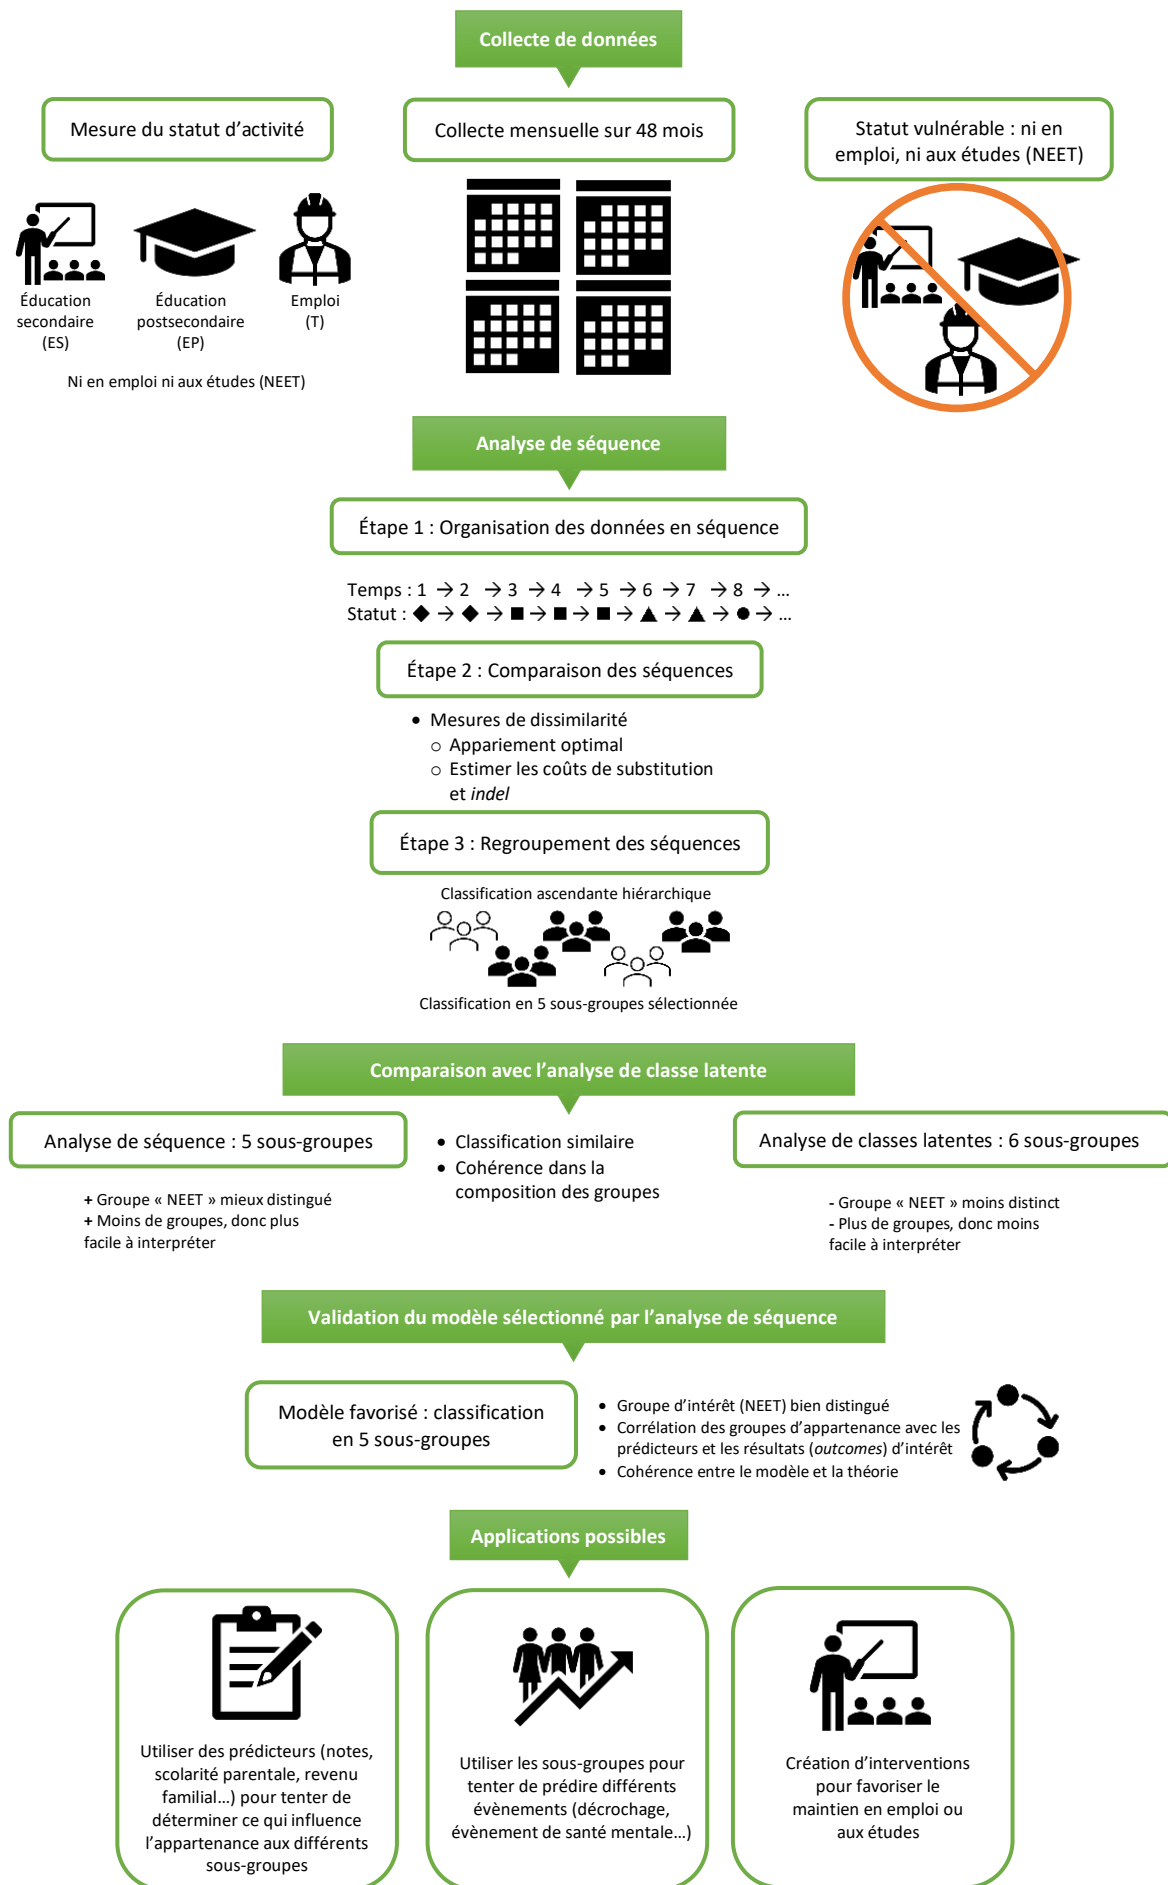 Collecte de données
Mesure du statut d'activité
Collecte mensuelle sur 48 mois
Statut vulnérable : ni en
emploi, ni aux études (NEET)
Éducation
secondaire
(ES)
Éducation
postsecondaire
(EP)
Emploi
(T)
Ni en emploi ni aux études (NEET)
Analyse de séquence
Étape 1 : Organisation des données en séquence
Temps : 1 → 2 → 3 → 4 → 5 → 6 → 7 → 8 → ...
Statut : ◆ → ◆ → ■ → ■ → ■ → ▲ → ▲ → ● → ...
Étape 2 : Comparaison des séquences
• Mesures de dissimilarité
○ Appariement optimal
○ Estimer les coûts de substitution
et indel
Étape 3 : Regroupement des séquences
Classification ascendante hiérarchique
Classification en 5 sous-groupes sélectionnée
Comparaison avec l'analyse de classe latente
Analyse de séquence : 5 sous-groupes
+ Groupe « NEET » mieux distingué
+ Moins de groupes, donc plus
facile à interpréter
• Classification similaire
• Cohérence dans la
composition des groupes
Analyse de classes latentes : 6 sous-groupes
- Groupe « NEET » moins distinct
- Plus de groupes, donc moins
facile à interpréter
Validation du modèle sélectionné par l'analyse de séquence
Modèle favorisé : classification
en 5 sous-groupes
• Groupe d'intérêt (NEET) bien distingué
• Corrélation des groupes d'appartenance avec les
prédicteurs et les résultats (outcomes) d'intérêt
• Cohérence entre le modèle et la théorie
Applications possibles
Utiliser des prédicteurs (notes,
scolarité parentale, revenu
familial...) pour tenter de
déterminer ce qui influence
l'appartenance aux différents
sous-groupes
Utiliser les sous-groupes pour
tenter de prédire différents
évènements (décrochage,
évènement de santé mentale...)
Création d'interventions
pour favoriser le
maintien en emploi ou
aux études